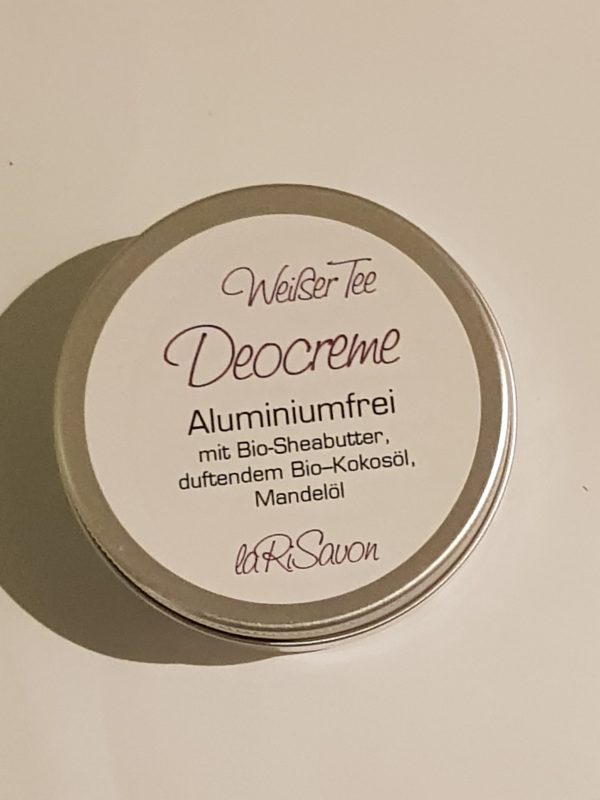 Weißer Tee
Deocreme
Aluminiumfrei
mit Bio-Sheabutter,
duftendem Bio–Kokosöl,
Mandelöl
laRiSavon